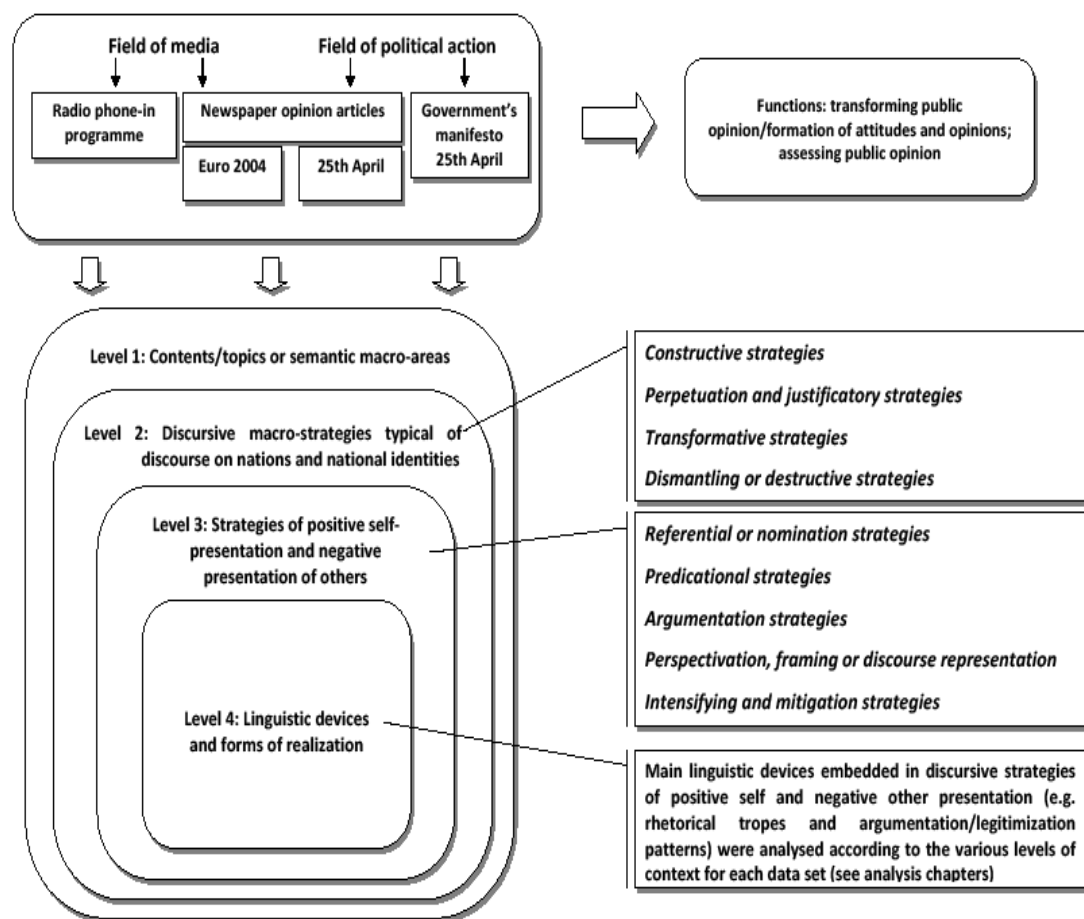 Field of media
Field of political action
Radio phone-in
programme
Newspaper opinion articles
Euro 2004
25th April
Government's
manifesto
25th April
Functions: transforming public
opinion/formation of attitudes and opinions;
assessing public opinion
Level 1: Contents/topics or semantic macro-areas
Level 2: Discursive macro-strategies typical of
discourse on nations and national identities
Level 3: Strategies of positive self-
presentation and negative
presentation of others
Level 4: Linguistic devices
and forms of realization
Constructive strategies
Perpetuation and justificatory strategies
Transformative strategies
Dismantling or destructive strategies
Referential or nomination strategies
Predicational strategies
Argumentation strategies
Perspectivation, framing or discourse representation
Intensifying and mitigation strategies
Main linguistic devices embedded in discursive strategies
of positive self and negative other presentation (e.g.
rhetorical tropes and argumentation/legitimization
patterns) were analysed according to the various levels of
context for each data set (see analysis chapters)